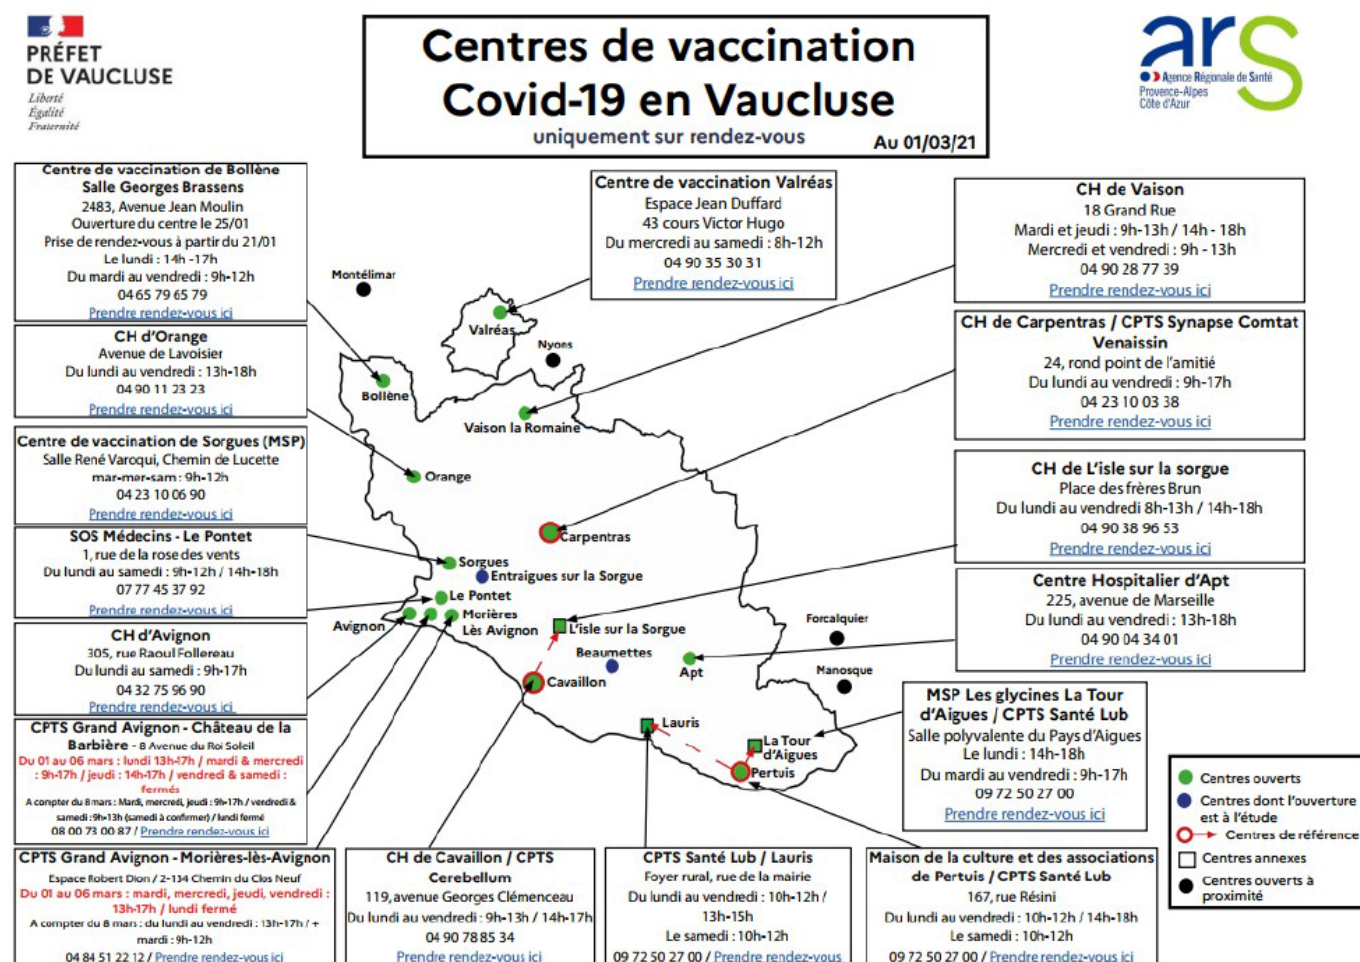 PRÉFET
DE VAUCLUSE
Liberté
Égalité
Fraternité
Centres de vaccination
Covid-19 en Vaucluse
uniquement sur rendez-vous
Au 01/03/21
ars
Agence Régionale de Santé
Provence-Alpes
Côte d'Azur
Centre de vaccination de Bollène
Salle Georges Brassens
2483, Avenue Jean Moulin
Ouverture du centre le 25/01
Prise de rendez-vous à partir du 21/01
Le lundi : 14h -17h
Du mardi au vendredi : 9h-12h
04 65 79 65 79
Prendre rendez-vous ici
CH d'Orange
Avenue de Lavoisier
Du lundi au vendredi : 13h-18h
04 90 11 23 23
Prendre rendez-vous ici
Centre de vaccination de Sorgues (MSP)
Salle René Varoqui, Chemin de Lucette
mar-mer-sam : 9h-12h
04 23 10 06 90
Prendre rendez-vous ici
SOS Médecins - Le Pontet
1, rue de la rose des vents
Du lundi au samedi : 9h-12h / 14h-18h
07 77 45 37 92
Prendre rendez-vous ici
CH d'Avignon
305, rue Raoul Follereau
Du lundi au samedi : 9h-17h
04 32 75 96 90
Prendre rendez-vous ici
CPTS Grand Avignon - Château de la
Barbière - 8 Avenue du Roi Soleil
Du 01 au 06 mars : lundi 13h-17h / mardi & mercredi
: 9h-17h / jeudi : 14h-17h / vendredi & samedi :
fermés
A compter du 8 mars : Mardi, mercredi, jeudi : 9h-17h / vendredi &
samedi : 9h-13h (samedi à confirmer) / lundi fermé
08 00 73 00 87 / Prendre rendez-vous ici
CPTS Grand Avignon - Morières-lès-Avignon
Espace Robert Dion / 2-134 Chemin du Clos Neuf
Du 01 au 06 mars : mardi, mercredi, jeudi, vendredi :
13h-17h / lundi fermé
A compter du 8 mars : du lundi au vendredi : 13h-17h / +
mardi : 9h-12h
04 84 51 22 12 / Prendre rendez-vous ici
CH de Cavaillon / CPTS
Cerebellum
119, avenue Georges Clémenceau
Du lundi au vendredi : 9h-13h / 14h-17h
04 90 78 85 34
Prendre rendez-vous ici
CPTS Santé Lub / Lauris
Foyer rural, rue de la mairie
Du lundi au vendredi : 10h-12h /
13h-15h
Le samedi : 10h-12h
09 72 50 27 00 / Prendre rendez-vous
Maison de la culture et des associations
de Pertuis / CPTS Santé Lub
167, rue Résini
Du lundi au vendredi : 10h-12h / 14h-18h
Le samedi : 10h-12h
09 72 50 27 00 / Prendre rendez-vous ici
Centre de vaccination Valréas
Espace Jean Duffard
43 cours Victor Hugo
Du mercredi au samedi : 8h-12h
04 90 35 30 31
Prendre rendez-vous ici
CH de Vaison
18 Grand Rue
Mardi et jeudi : 9h-13h / 14h - 18h
Mercredi et vendredi : 9h - 13h
04 90 28 77 39
Prendre rendez-vous ici
CH de Carpentras / CPTS Synapse Comtat
Venaissin
24, rond point de l'amitié
Du lundi au vendredi : 9h-17h
04 23 10 03 38
Prendre rendez-vous ici
CH de L'isle sur la sorgue
Place des frères Brun
Du lundi au vendredi 8h-13h / 14h-18h
04 90 38 96 53
Prendre rendez-vous ici
Centre Hospitalier d'Apt
225, avenue de Marseille
Du lundi au vendredi : 13h-18h
04 90 04 34 01
Prendre rendez-vous ici
MSP Les glycines La Tour
d'Aigues / CPTS Santé Lub
Salle polyvalente du Pays d'Aigues
Le lundi : 14h-18h
Du mardi au vendredi : 9h-17h
09 72 50 27 00
Prendre rendez-vous ici
Montélimar
Valréas
Nyons
Bollène
Vaison la Romaine
Orange
Carpentras
Sorgues
Entraigues sur la Sorgue
Le Pontet
Avignon
Morières
Lès Avignon
L'isle sur la Sorgue
Beaumettes
Cavaillon
Apt
Forcalquier
Manosque
Lauris
La Tour
d'Aigues
Pertuis
Centres ouverts
Centres dont l'ouverture
est à l'étude
Centres de référence
Centres annexes
Centres ouverts à
proximité